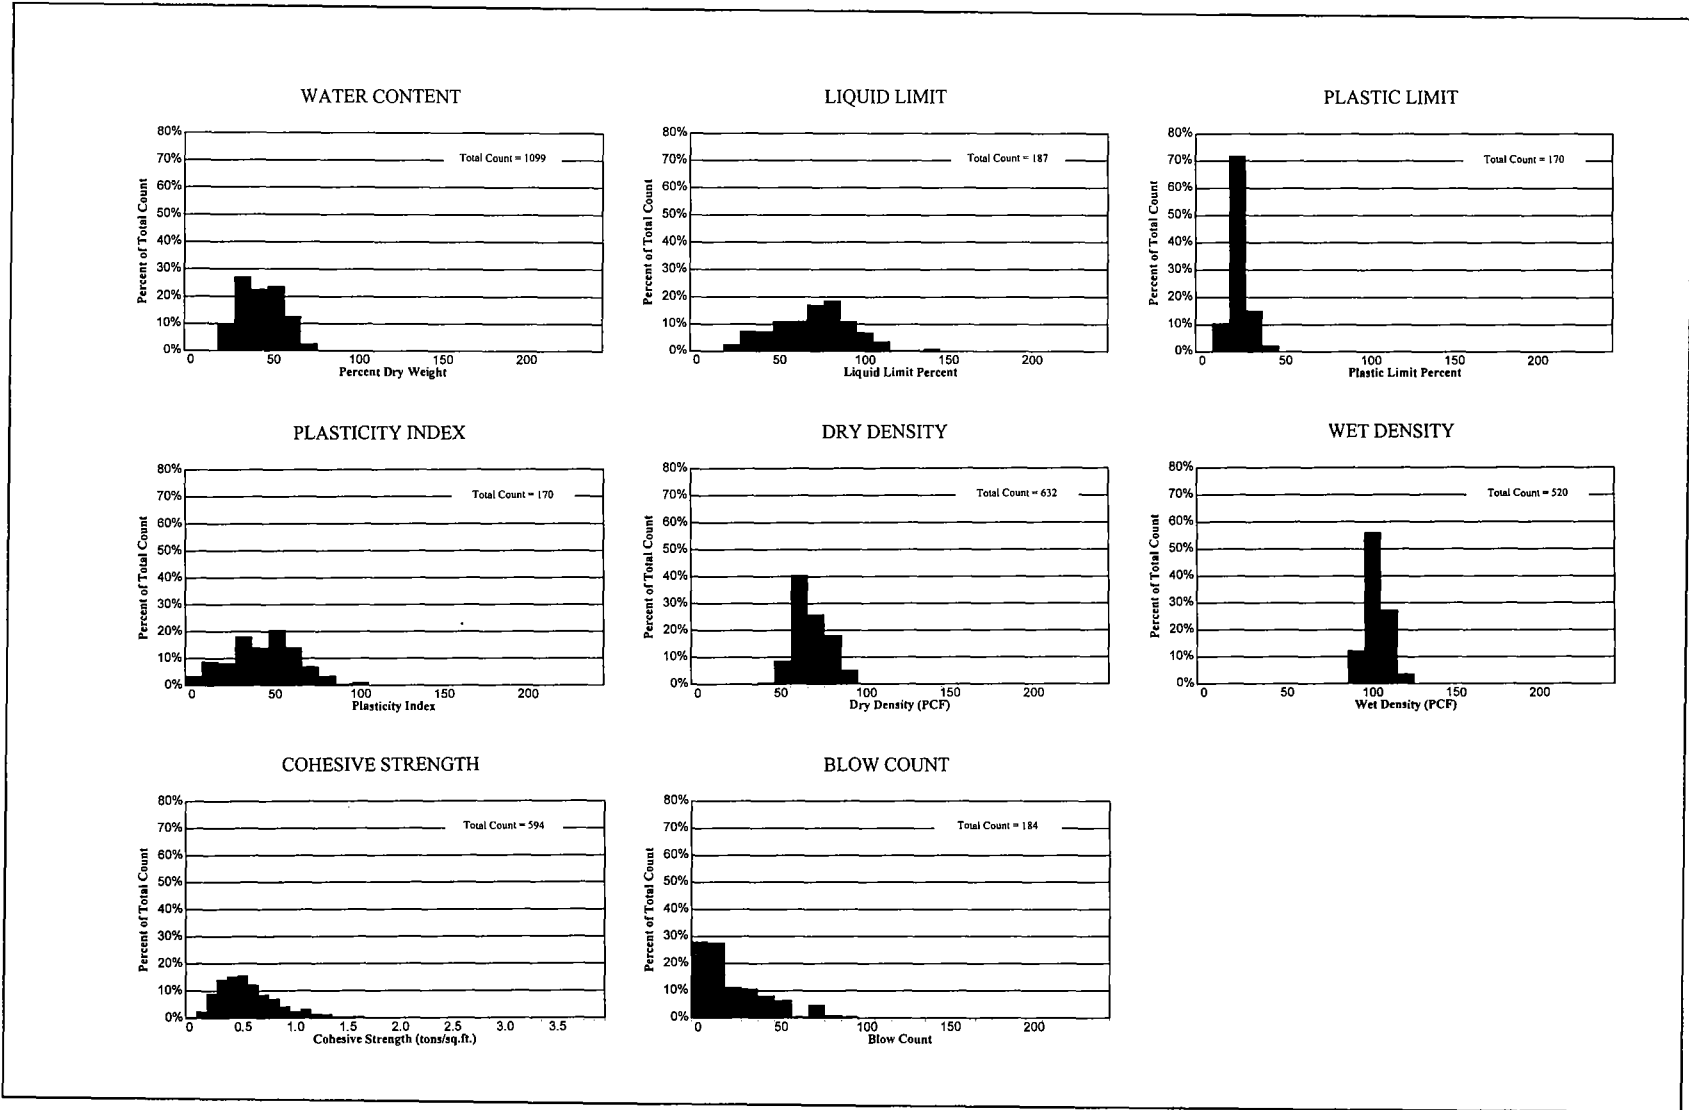 WATER CONTENT
Percent of Total Count
80%
70%
60%
50%
40%
30%
20%
10%
0%
Total Count = 1099
0 50 100 150 200
Percent Dry Weight
LIQUID LIMIT
Percent of Total Count
80%
70%
60%
50%
40%
30%
20%
10%
0%
Total Count = 187
0 50 100 150 200
Liquid Limit Percent
PLASTIC LIMIT
Percent of Total Count
80%
70%
60%
50%
40%
30%
20%
10%
0%
Total Count = 170
0 50 100 150 200
Plastic Limit Percent
PLASTICITY INDEX
Percent of Total Count
80%
70%
60%
50%
40%
30%
20%
10%
0%
Total Count = 170
0 50 100 150 200
Plasticity Index
DRY DENSITY
Percent of Total Count
80%
70%
60%
50%
40%
30%
20%
10%
0%
Total Count = 632
0 50 100 150 200
Dry Density (PCF)
WET DENSITY
Percent of Total Count
80%
70%
60%
50%
40%
30%
20%
10%
0%
Total Count = 520
0 50 100 150 200
Wet Density (PCF)
COHESIVE STRENGTH
Percent of Total Count
80%
70%
60%
50%
40%
30%
20%
10%
0%
Total Count = 594
0 0.5 1.0 1.5 2.0 2.5 3.0 3.5
Cohesive Strength (tons/sq.ft.)
BLOW COUNT
Percent of Total Count
80%
70%
60%
50%
40%
30%
20%
10%
0%
Total Count = 184
0 50 100 150 200
Blow Count